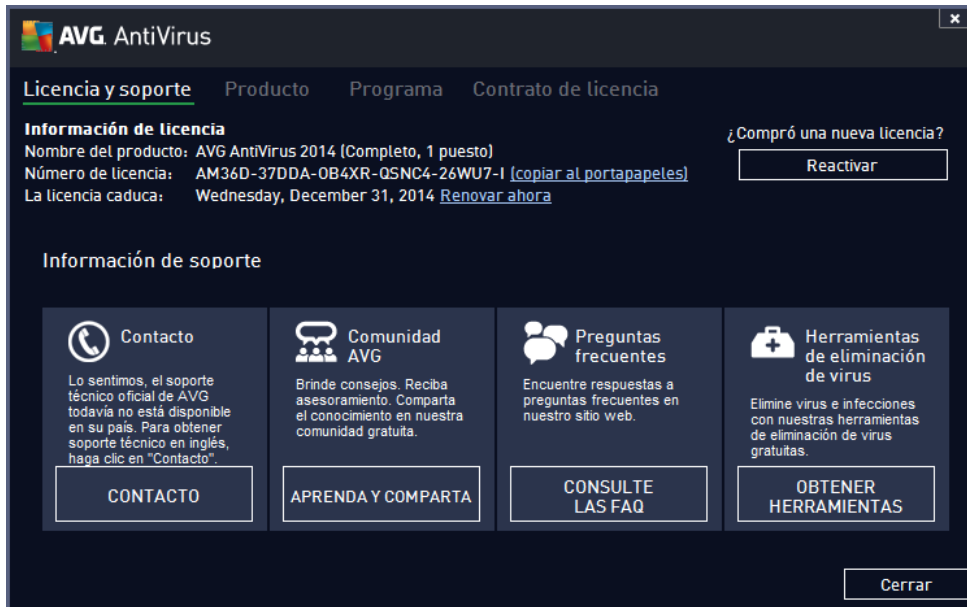 AVG AntiVirus
Licencia y soporte Producto Programa Contrato de licencia
Información de licencia
Nombre del producto: AVG AntiVirus 2014 (Completo, 1 puesto)
Número de licencia: AM36D-37DDA-OB4XR-QSNC4-26WU7-I (copiar al portapapeles)
La licencia caduca: Wednesday, December 31, 2014 Renovar ahora
¿Compró una nueva licencia?
Reactivar
Información de soporte
Contacto
Lo sentimos, el soporte
técnico oficial de AVG
todavía no está disponible
en su país. Para obtener
soporte técnico en inglés,
haga clic en "Contacto".
CONTACTO
Comunidad
AVG
Brinde consejos. Reciba
asesoramiento. Comparta
el conocimiento en nuestra
comunidad gratuita.
APRENDA Y COMPARTA
Preguntas
frecuentes
Encuentre respuestas a
preguntas frecuentes en
nuestro sitio web.
CONSULTE
LAS FAQ
Herramientas
de eliminación
de virus
Elimine virus e infecciones
con nuestras herramientas
de eliminación de virus
gratuitas.
OBTENER
HERRAMIENTAS
Cerrar